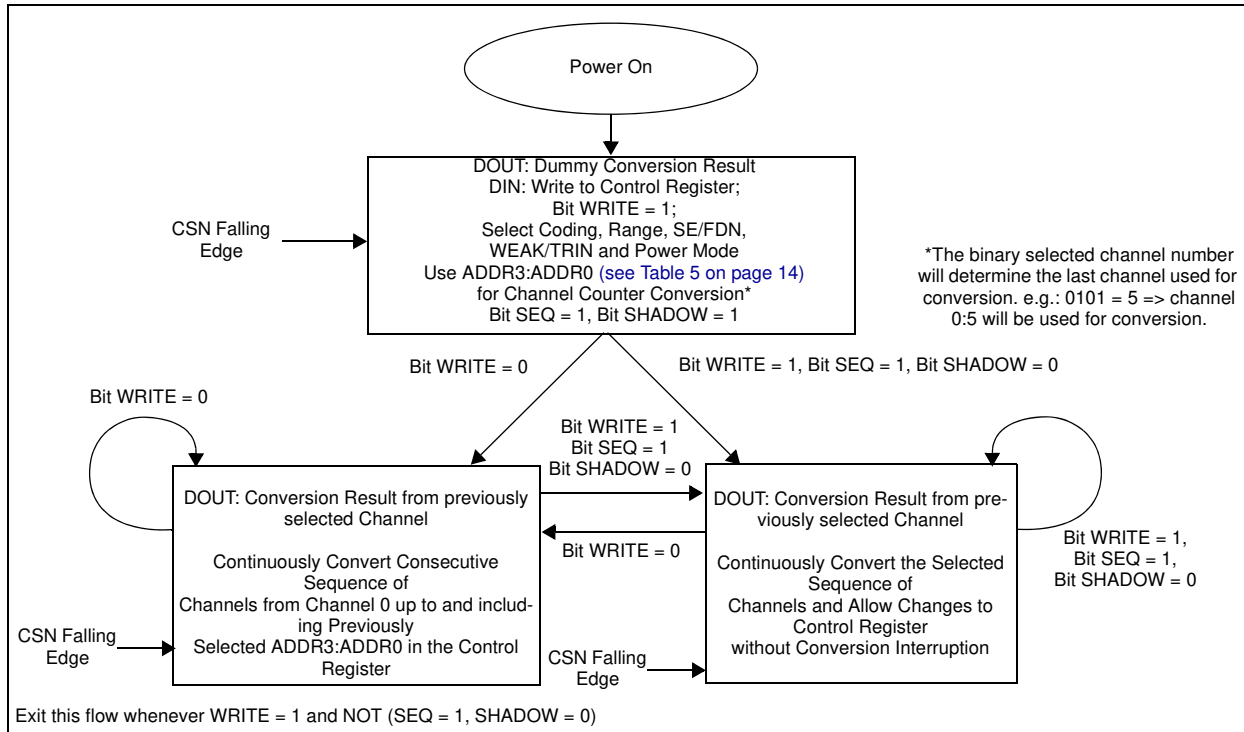 Power On
DOUT: Dummy Conversion Result
DIN: Write to Control Register;
Bit WRITE = 1;
Select Coding, Range, SE/FDN,
WEAK/TRIN and Power Mode
Use ADDR3:ADDR0 (see Table 5 on page 14)
for Channel Counter Conversion*
Bit SEQ = 1, Bit SHADOW = 1
CSN Falling
Edge
*The binary selected channel number
will determine the last channel used for
conversion. e.g.: 0101 = 5 => channel
0:5 will be used for conversion.
Bit WRITE = 0
Bit WRITE = 1, Bit SEQ = 1, Bit SHADOW = 0
Bit WRITE = 0
Bit WRITE = 1
Bit SEQ = 1
Bit SHADOW = 0
DOUT: Conversion Result from previously
selected Channel
Continuously Convert Consecutive
Sequence of
Channels from Channel 0 up to and includ-
ing Previously
Selected ADDR3:ADDR0 in the Control
Register
Bit WRITE = 0
DOUT: Conversion Result from pre-
viously selected Channel
Continuously Convert the Selected
Sequence of
Channels and Allow Changes to
Control Register
without Conversion Interruption
Bit WRITE = 1,
Bit SEQ = 1,
Bit SHADOW = 0
CSN Falling
Edge
CSN Falling
Edge
Exit this flow whenever WRITE = 1 and NOT (SEQ = 1, SHADOW = 0)